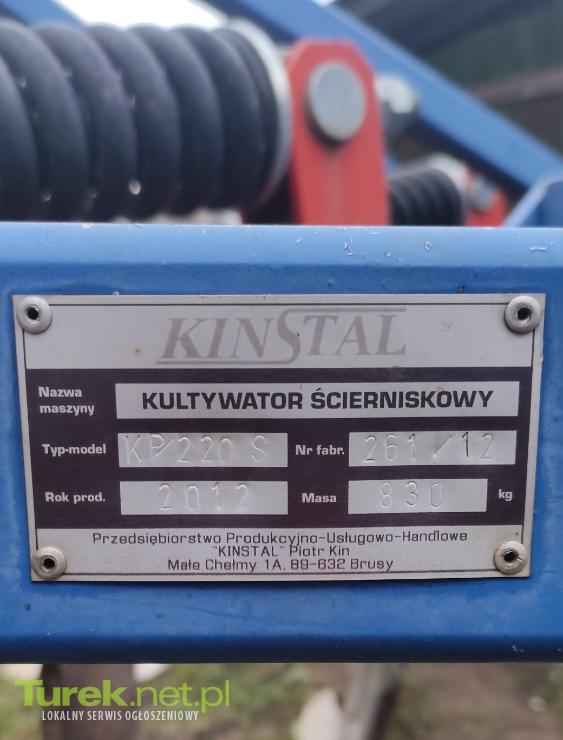 KINSTAL
Nazwa maszyny KULTYWATOR ŚCIERNISKOWY
Typ-model KP/220 S Nr fabr. 261/12
Rok prod. 2012 Masa 830 kg
Przedsiębiorstwo Produkcyjno-Usługowo-Handlowe
"KINSTAL" Piotr Kin
Małe Chełmy 1A, 89-632 Brusy
Turek.net.pl
LOKALNY SERWIS OGŁOSZENIOWY